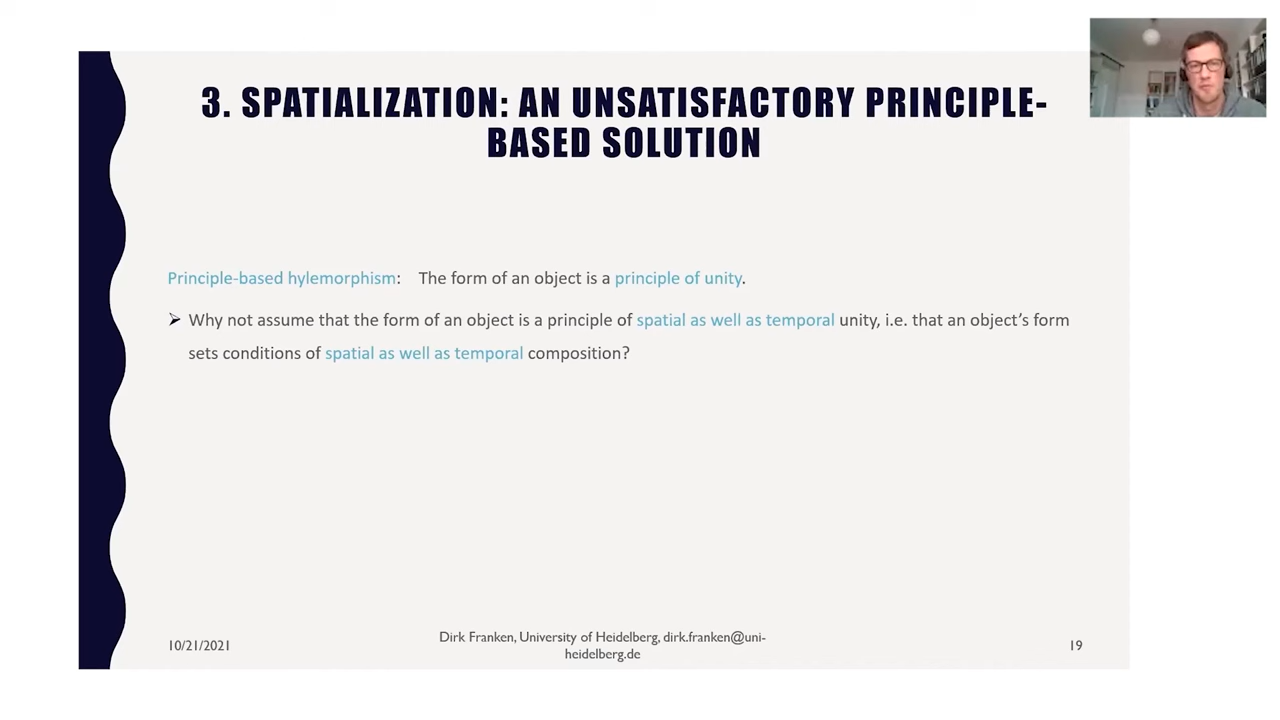 3. SPATIALIZATION: AN UNSATISFACTORY PRINCIPLE-
BASED SOLUTION
Principle-based hylemorphism: The form of an object is a principle of unity.
➢ Why not assume that the form of an object is a principle of spatial as well as temporal unity, i.e. that an object’s form
sets conditions of spatial as well as temporal composition?
10/21/2021
Dirk Franken, University of Heidelberg, dirk.franken@uni-
heidelberg.de
19